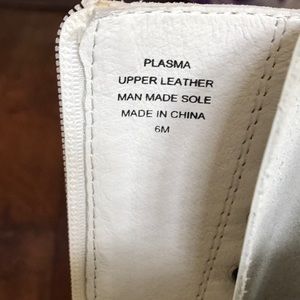 PLASMA
UPPER LEATHER
MAN MADE SOLE
MADE IN CHINA
6M